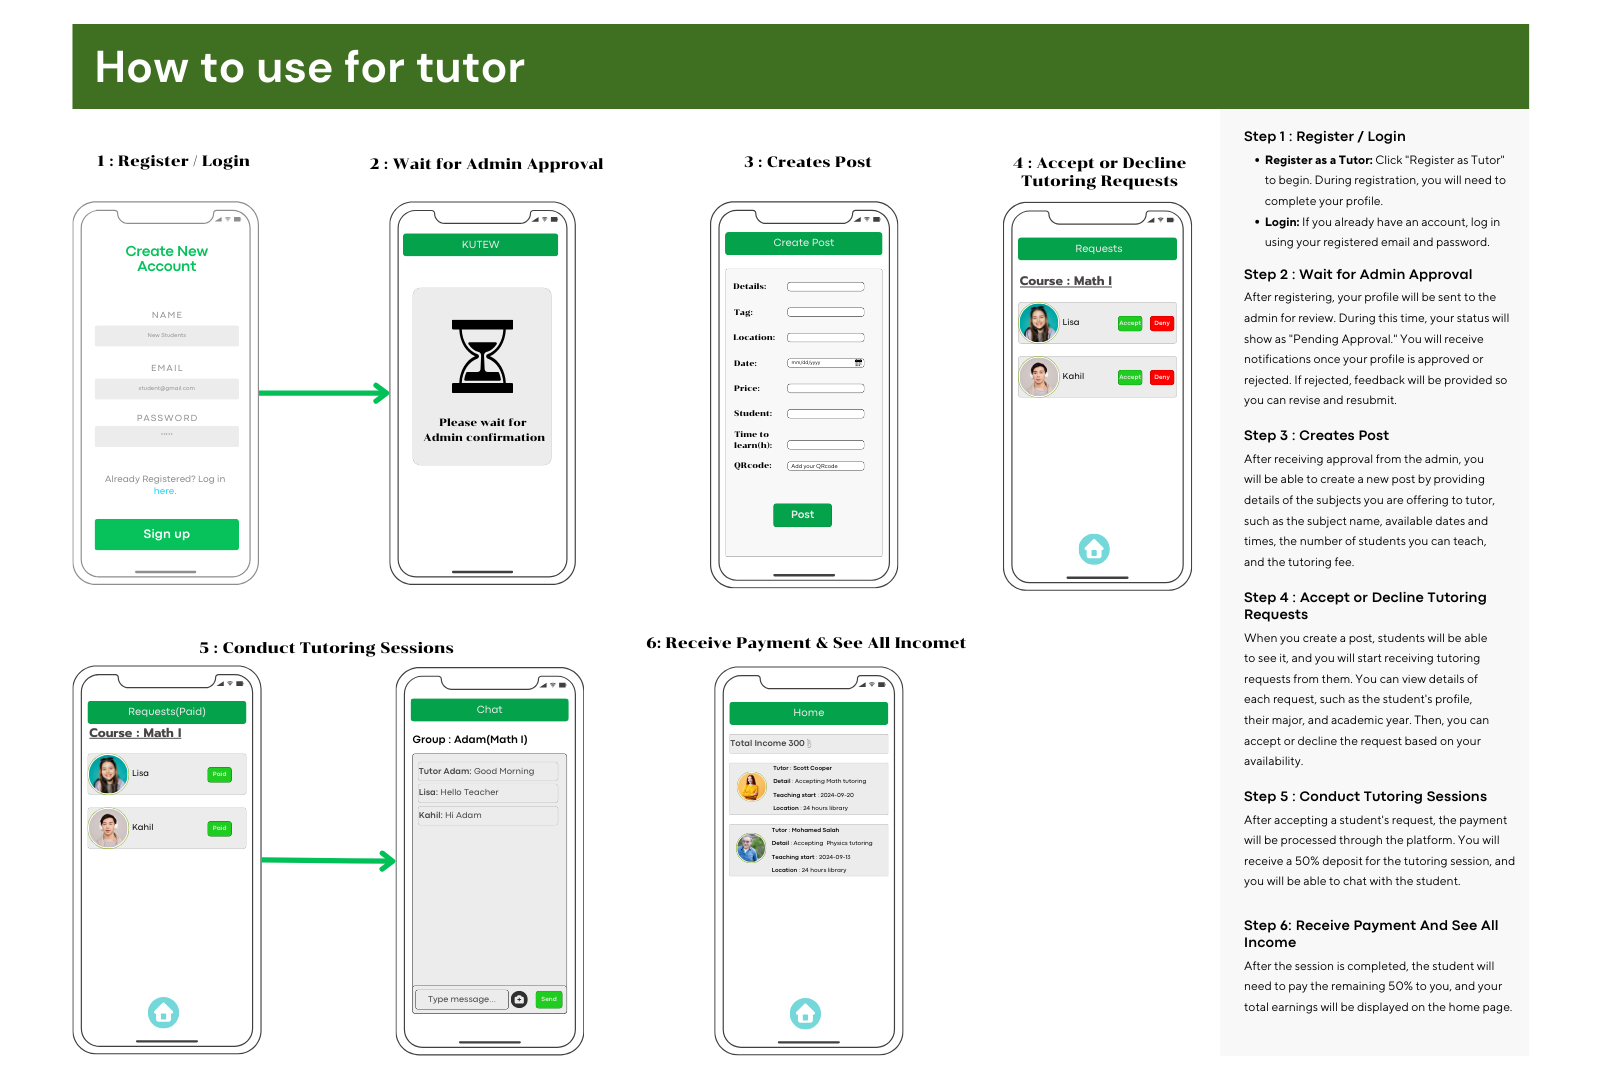 How to use for tutor
1 : Register / Login
Create New
Account
NAME
New Students
EMAIL
student@gmail.com
PASSWORD
*****
Already Registered? Log in
here.
Sign up
2 : Wait for Admin Approval
KUTEW
Please wait for
Admin confirmation
3 : Creates Post
Create Post
Details:
Tag:
Location:
Date: mm/dd/yyyy
Price:
Student:
Time to
learn(h):
QRcode: Add your QRcode
Post
4 : Accept or Decline
Tutoring Requests
Requests
Course : Math I
Lisa Accept Deny
Kahil Accept Deny
5 : Conduct Tutoring Sessions
Requests(Paid)
Course : Math I
Lisa Paid
Kahil Paid
Chat
Group : Adam(Math I)
Tutor Adam: Good Morning
Lisa: Hello Teacher
Kahil: Hi Adam
Type message... Send
6: Receive Payment & See All Incomet
Home
Total Income 300
Tutor : Scott Cooper
Detail : Accepting Math tutoring
Teaching start : 2024-09-20
Location : 24 hours library
Tutor : Mohamed Salah
Detail : Accepting Physics tutoring
Teaching start : 2024-09-13
Location : 24 hours library
Step 1 : Register / Login
• Register as a Tutor: Click "Register as Tutor"
to begin. During registration, you will need to
complete your profile.
• Login: If you already have an account, log in
using your registered email and password.
Step 2 : Wait for Admin Approval
After registering, your profile will be sent to the
admin for review. During this time, your status will
show as "Pending Approval." You will receive
notifications once your profile is approved or
rejected. If rejected, feedback will be provided so
you can revise and resubmit.
Step 3 : Creates Post
After receiving approval from the admin, you
will be able to create a new post by providing
details of the subjects you are offering to tutor,
such as the subject name, available dates and
times, the number of students you can teach,
and the tutoring fee.
Step 4 : Accept or Decline Tutoring
Requests
When you create a post, students will be able
to see it, and you will start receiving tutoring
requests from them. You can view details of
each request, such as the student's profile,
their major, and academic year. Then, you can
accept or decline the request based on your
availability.
Step 5 : Conduct Tutoring Sessions
After accepting a student's request, the payment
will be processed through the platform. You will
receive a 50% deposit for the tutoring session, and
you will be able to chat with the student.
Step 6: Receive Payment And See All
Income
After the session is completed, the student will
need to pay the remaining 50% to you, and your
total earnings will be displayed on the home page.